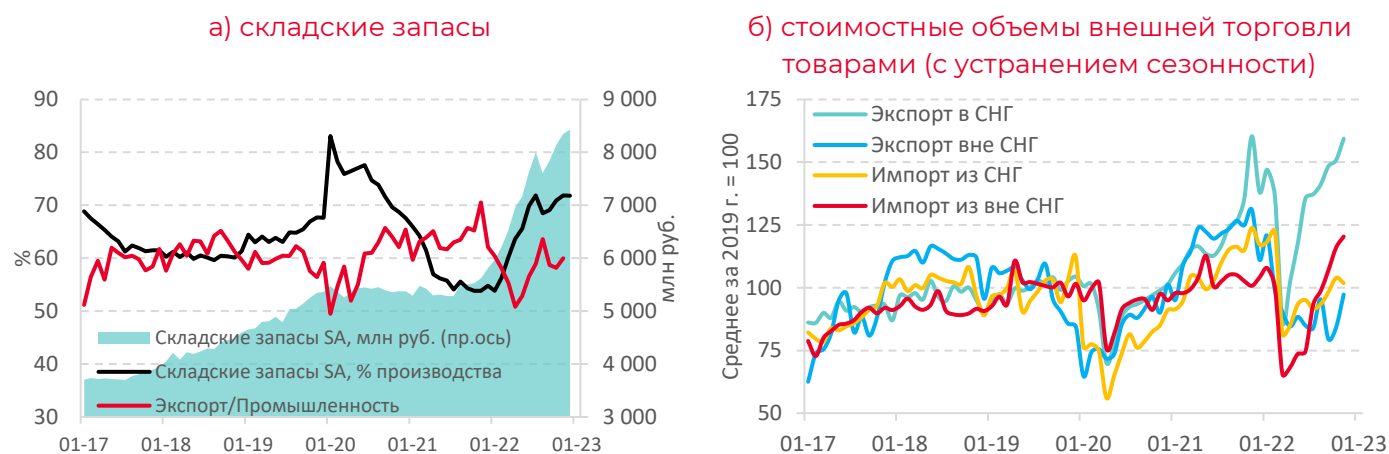 а) складские запасы
90
80
70
60
50
40
30
%
9 000
8 000
7 000
6 000
5 000
4 000
3 000
млн руб.
Складские запасы SA, млн руб. (пр.ось)
Складские запасы SA, % производства
Экспорт/Промышленность
01-17
01-18
01-19
01-20
01-21
01-22
01-23
б) стоимостные объемы внешней торговли
товарами (с устранением сезонности)
175
150
125
100
75
50
Среднее за 2019 г. = 100
Экспорт в СНГ
Экспорт вне СНГ
Импорт из СНГ
Импорт из вне СНГ
01-17
01-18
01-19
01-20
01-21
01-22
01-23